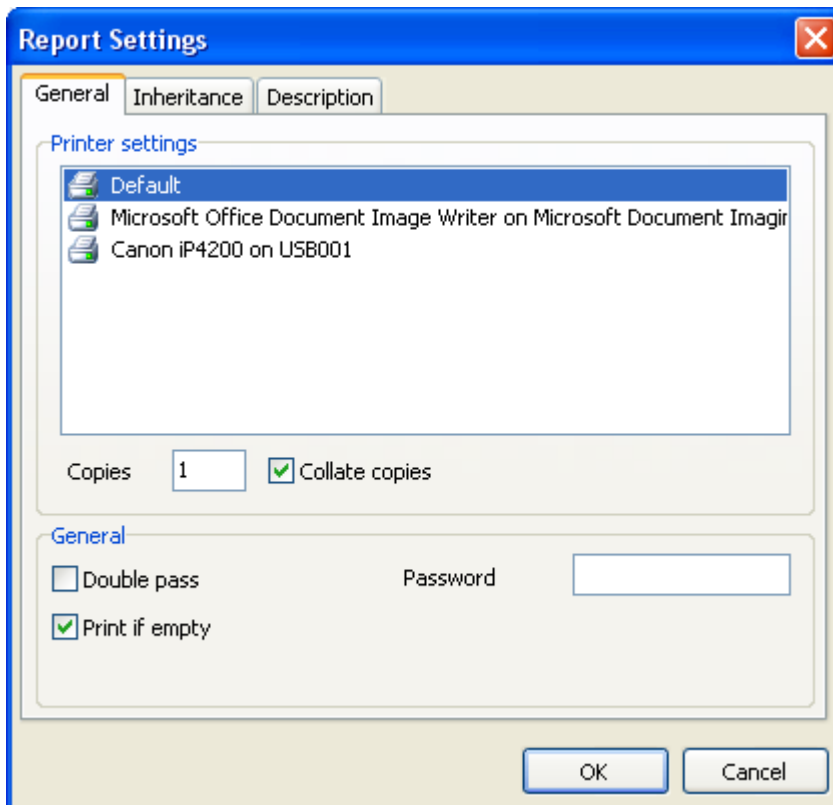 Report Settings
General Inheritance Description
Printer settings
Default
Microsoft Office Document Image Writer on Microsoft Document Imagin
Canon iP4200 on USB001
Copies 1 Collate copies
General
Double pass Password
Print if empty
OK Cancel